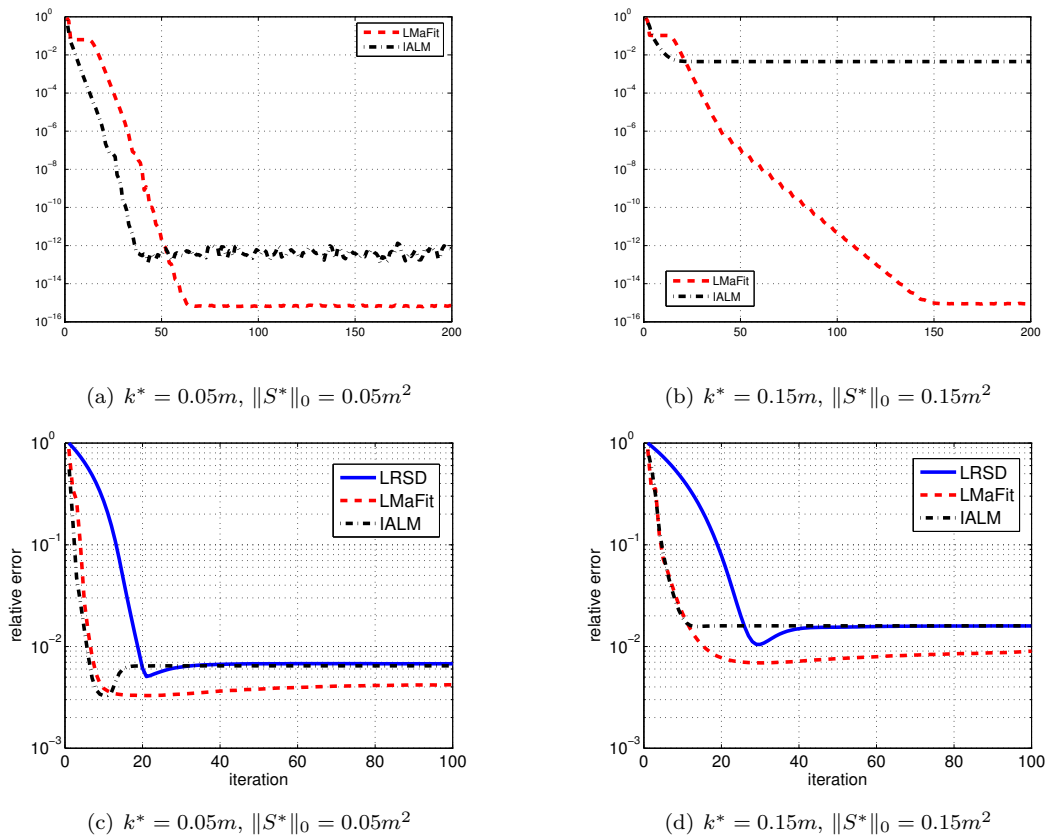 10^0
10^-2
10^-4
10^-6
10^-8
10^-10
10^-12
10^-14
10^-16
0 50 100 150 200
LMaFit
IALM
(a) k* = 0.05m, ‖S*‖₀ = 0.05m²
10^0
10^-2
10^-4
10^-6
10^-8
10^-10
10^-12
10^-14
10^-16
0 50 100 150 200
LMaFit
IALM
(b) k* = 0.15m, ‖S*‖₀ = 0.15m²
10^0
10^-1
10^-2
10^-3
relative error
LRSD
LMaFit
IALM
0 20 40 60 80 100
iteration
(c) k* = 0.05m, ‖S*‖₀ = 0.05m²
10^0
10^-1
10^-2
10^-3
relative error
LRSD
LMaFit
IALM
0 20 40 60 80 100
iteration
(d) k* = 0.15m, ‖S*‖₀ = 0.15m²